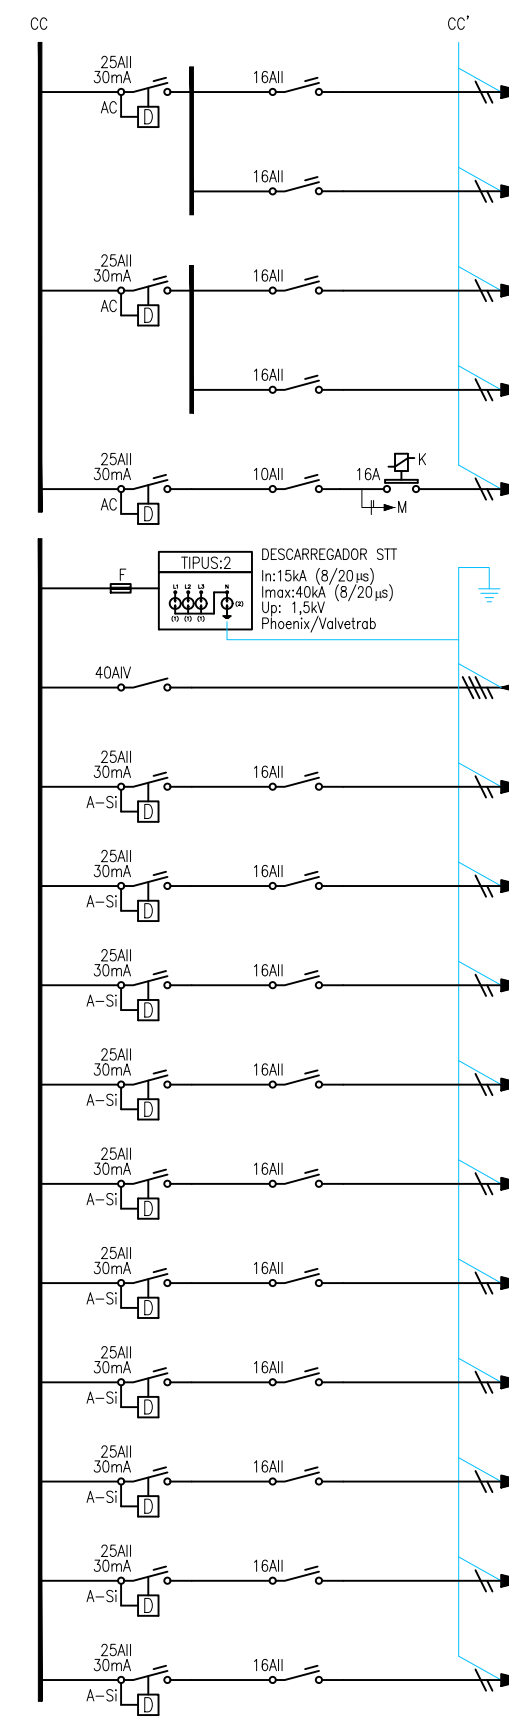 CC CC'
25AII
30mA 16AII
AC D
16AII
25AII
30mA 16AII
AC D
16AII
25AII
30mA 10AII 16A K
AC D M
F TIPUS:2 DESCARREGADOR STT
L1 L2 L3 N In:15kA (8/20µs)
(2) Imax:40kA (8/20µs)
(1) (1) (1) Up: 1,5kV
Phoenix/Valvetrab
40AIV
25AII
30mA 16AII
A-Si D
25AII
30mA 16AII
A-Si D
25AII
30mA 16AII
A-Si D
25AII
30mA 16AII
A-Si D
25AII
30mA 16AII
A-Si D
25AII
30mA 16AII
A-Si D
25AII
30mA 16AII
A-Si D
25AII
30mA 16AII
A-Si D
25AII
30mA 16AII
A-Si D
25AII
30mA 16AII
A-Si D